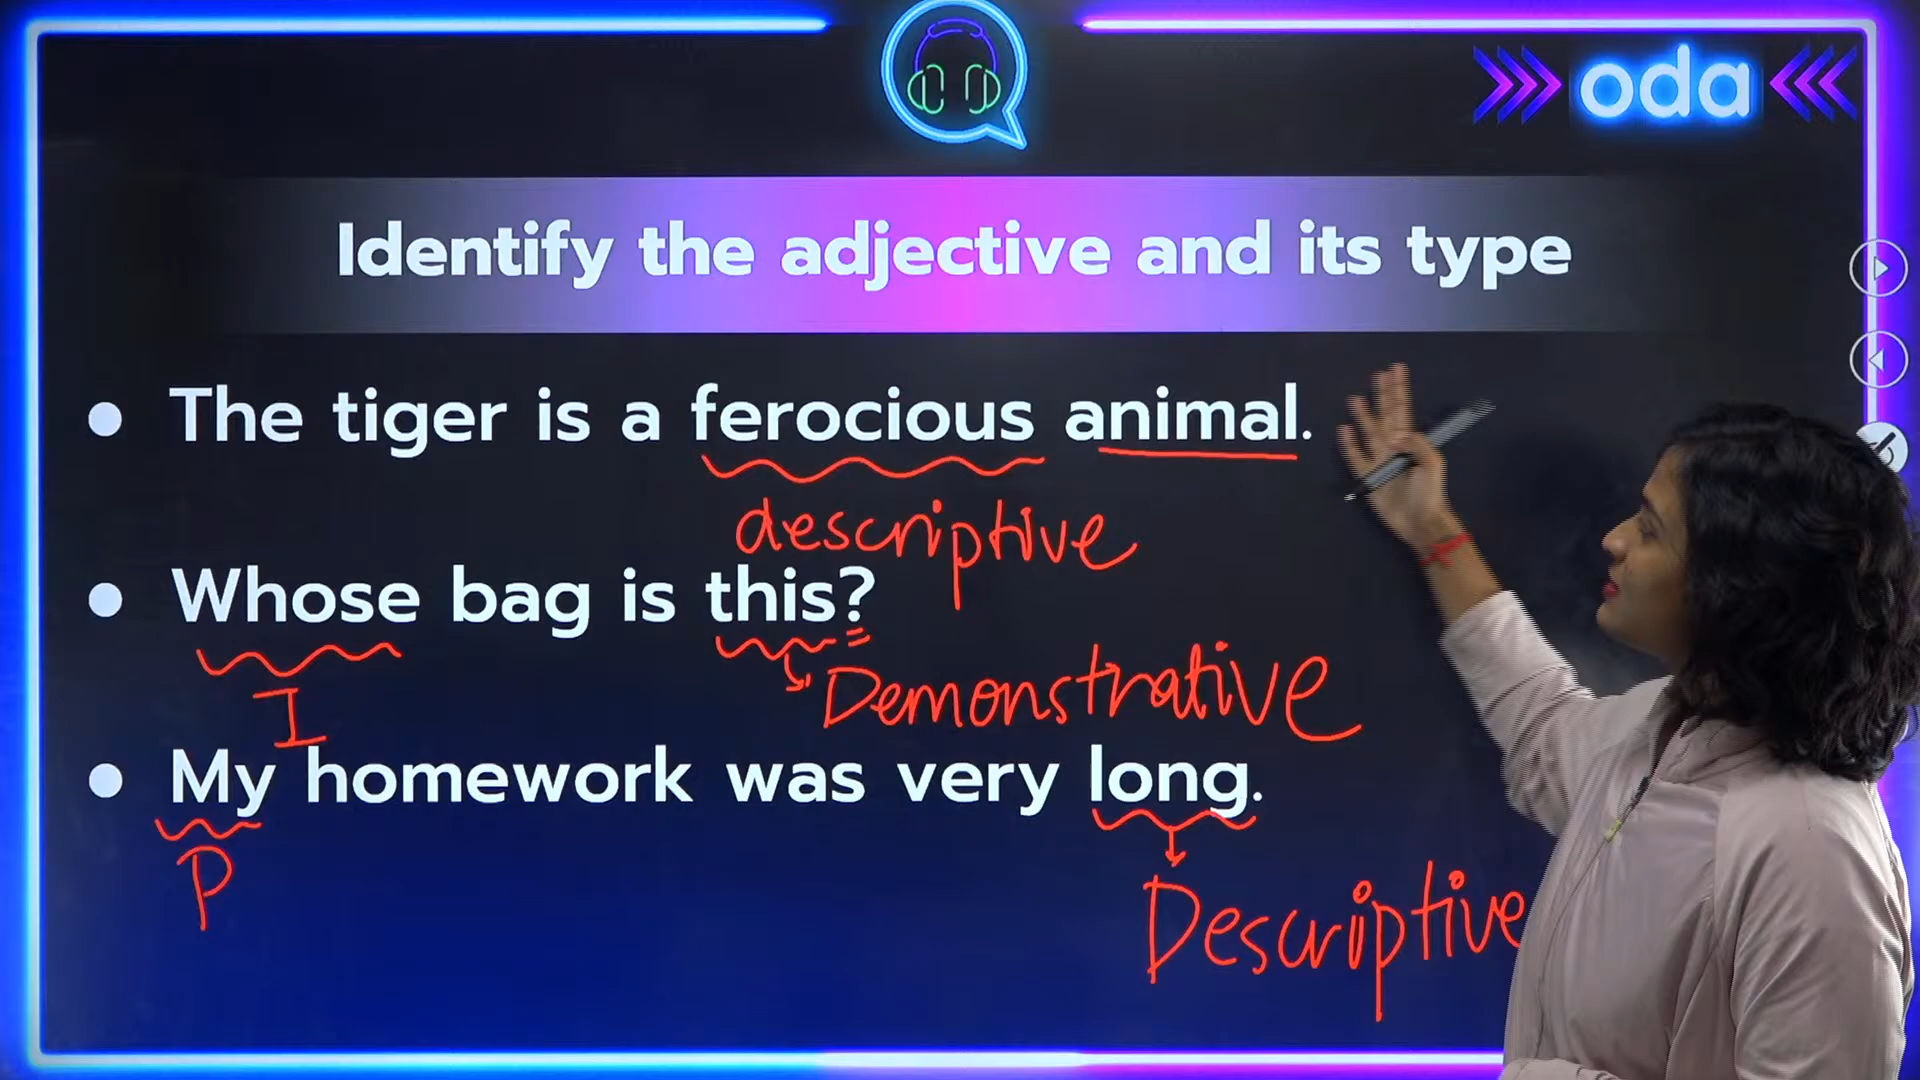 oda
Identify the adjective and its type
• The tiger is a ferocious animal.
descriptive
• Whose bag is this?
I
Demonstrative
• My homework was very long.
P
Descriptive